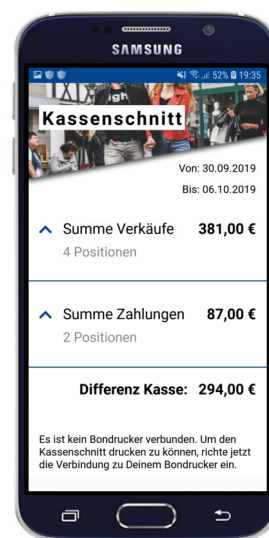 SAMSUNG
52% 19:35
Kassenschnitt
Von: 30.09.2019
Bis: 06.10.2019
Summe Verkäufe 381,00 €
4 Positionen
Summe Zahlungen 87,00 €
2 Positionen
Differenz Kasse: 294,00 €
Es ist kein Bondrucker verbunden. Um den
Kassenschnitt drucken zu können, richte jetzt
die Verbindung zu Deinem Bondrucker ein.